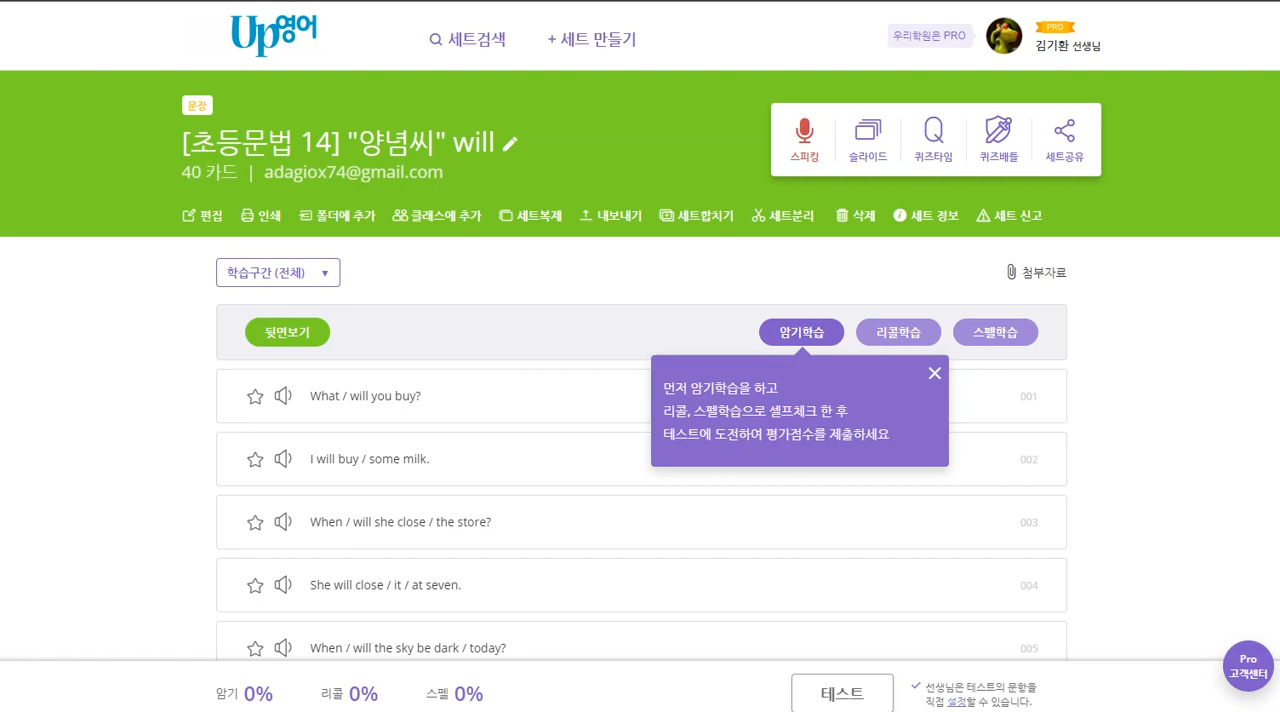 Up영어
세트검색
+ 세트 만들기
우리학원은 PRO
PRO
김기환 선생님
문장
[초등문법 14] "양념씨" will
40 카드 | adagiox74@gmail.com
스피킹
슬라이드
퀴즈타임
퀴즈배틀
세트공유
편집
인쇄
폴더에 추가
클래스에 추가
세트복제
내보내기
세트합치기
세트분리
삭제
세트 정보
세트 신고
학습구간 (전체) ▼
첨부자료
뒷면보기
암기학습
리콜학습
스펠학습
먼저 암기학습을 하고
리콜, 스펠학습으로 셀프체크 한 후
테스트에 도전하여 평가점수를 제출하세요
What / will you buy?
001
I will buy / some milk.
002
When / will she close / the store?
003
She will close / it / at seven.
004
When / will the sky be dark / today?
005
Pro
고객센터
암기 0%
리콜 0%
스펠 0%
테스트
선생님은 테스트의 문항을
직접 설정할 수 있습니다.